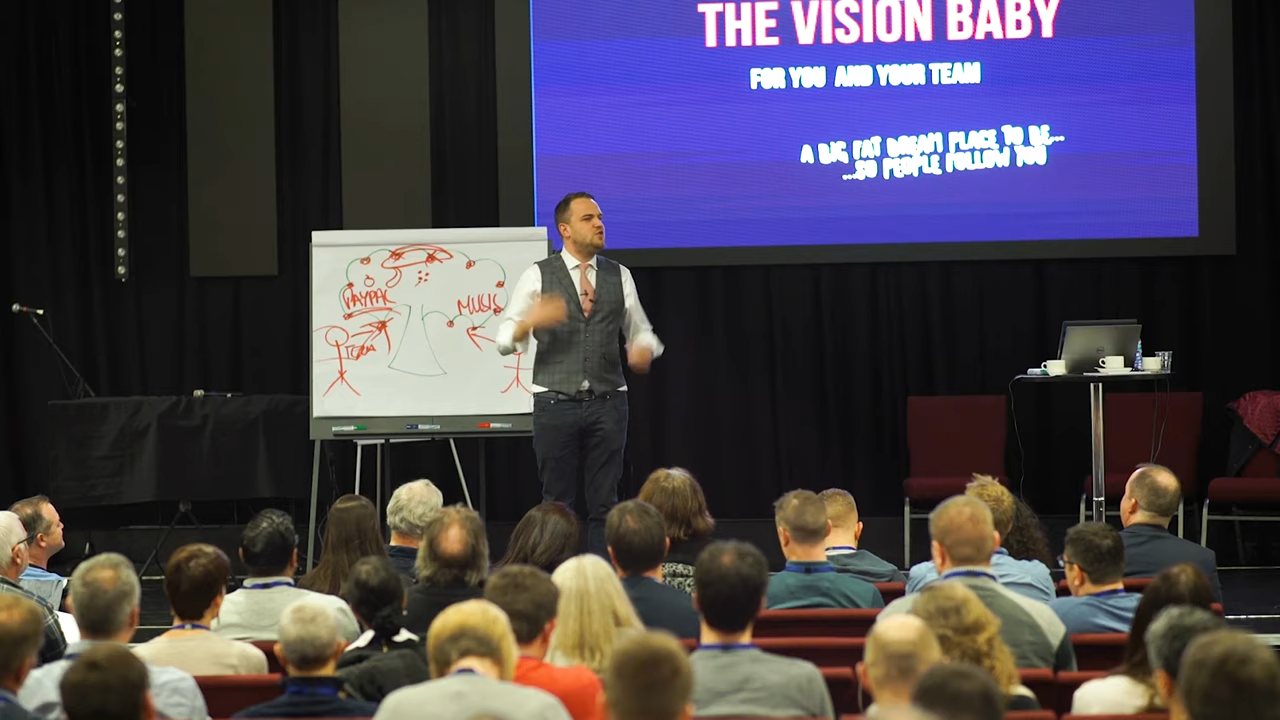 THE VISION BABY
FOR YOU AND YOUR TEAM
A BIG FAT DREAM PLACE TO BE...
...SO PEOPLE FOLLOW YOU
PAYPAL
MUSIC